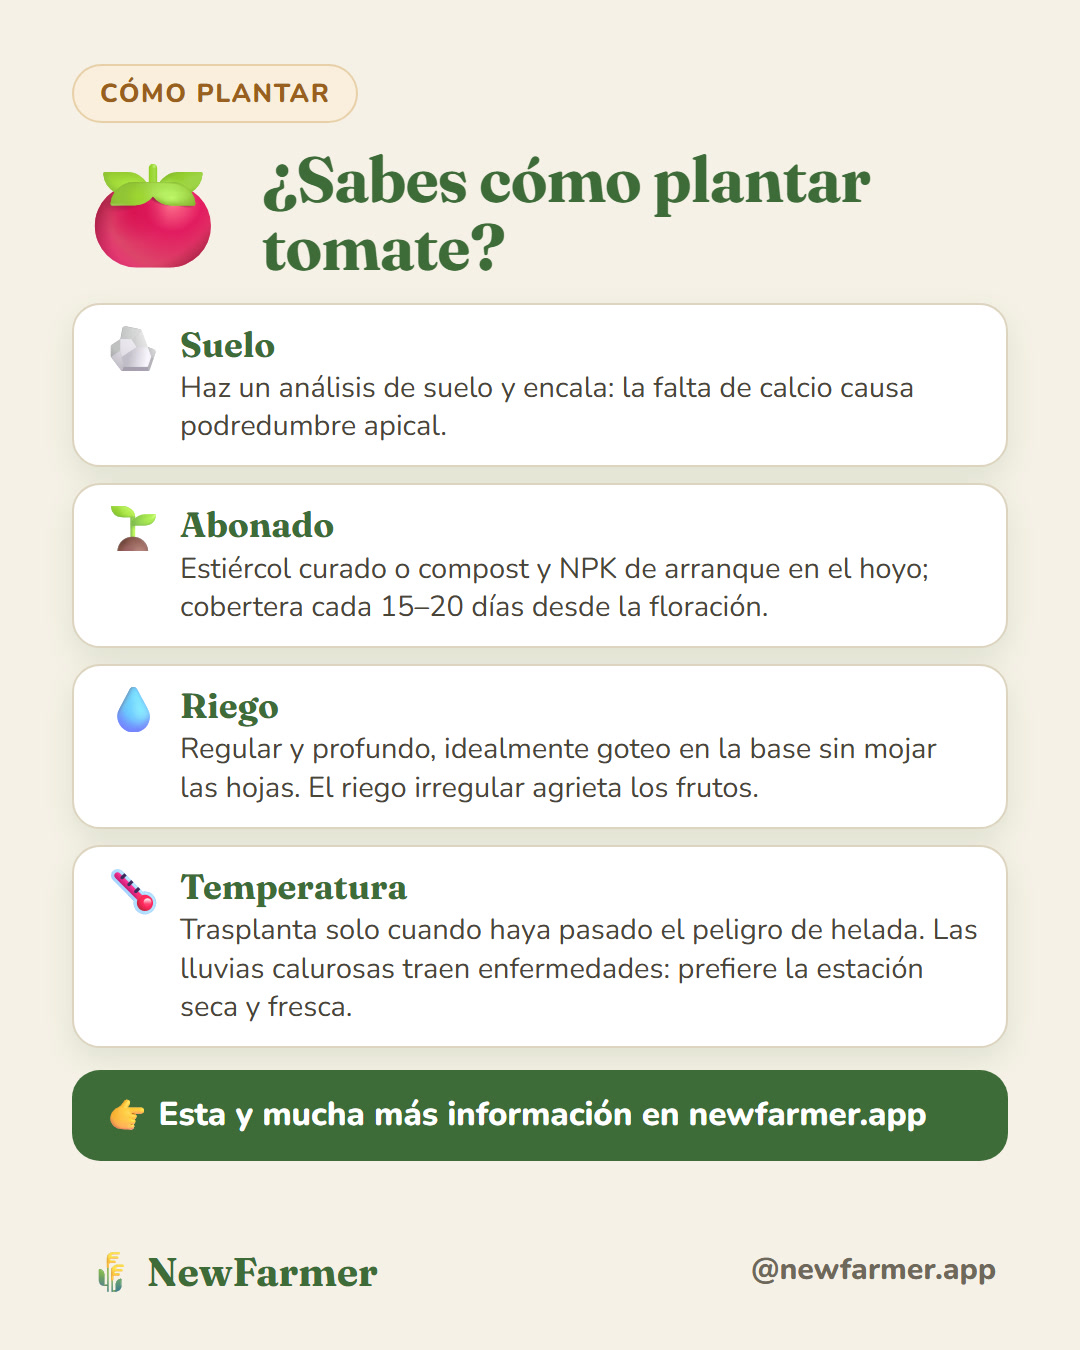 CÓMO PLANTAR
¿Sabes cómo plantar
tomate?
Suelo
Haz un análisis de suelo y encala: la falta de calcio causa
podredumbre apical.
Abonado
Estiércol curado o compost y NPK de arranque en el hoyo;
cobertera cada 15–20 días desde la floración.
Riego
Regular y profundo, idealmente goteo en la base sin mojar
las hojas. El riego irregular agrieta los frutos.
Temperatura
Trasplanta solo cuando haya pasado el peligro de helada. Las
lluvias calurosas traen enfermedades: prefiere la estación
seca y fresca.
Esta y mucha más información en newfarmer.app
NewFarmer
@newfarmer.app